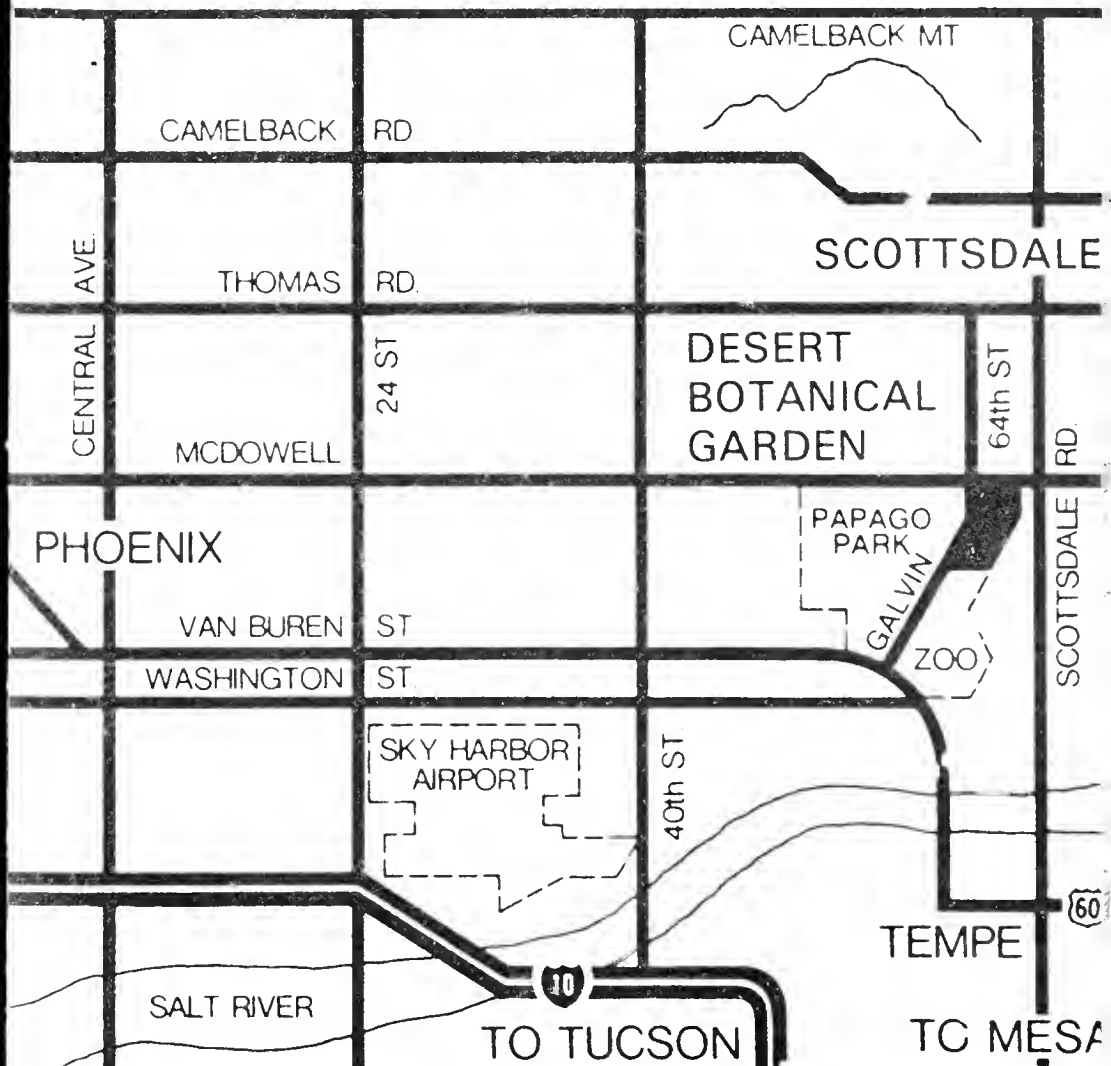 CAMELBACK MT
CAMELBACK RD
CENTRAL AVE.
SCOTTSDALE
THOMAS RD.
24 ST
DESERT
BOTANICAL
GARDEN
64th ST
SCOTTSDALE RD.
MCDOWELL
PHOENIX
PAPAGO
PARK
GALVIN
VAN BUREN ST
ZOO
WASHINGTON ST.
SKY HARBOR
AIRPORT
40th ST.
60
TEMPE
10
SALT RIVER
TO TUCSON
TO MESA